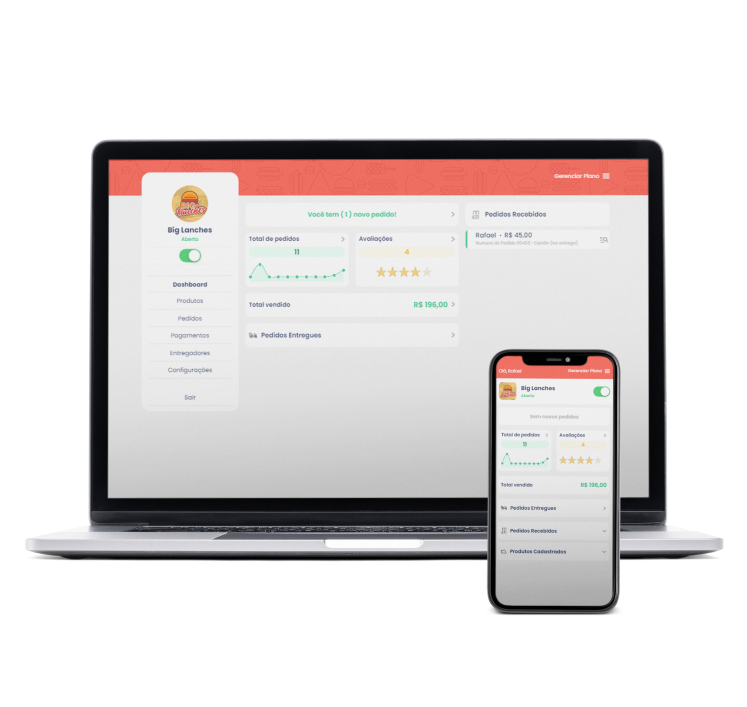 Gerenciar Plano
Big Lanches
Aberto
Dashboard
Produtos
Pedidos
Pagamentos
Entregadores
Configurações
Sair
Você tem ( 1 ) novo pedido!
Total de pedidos
11
Avaliações
4
Total vendido
R$ 196,00
Pedidos Entregues
Pedidos Recebidos
Rafael • R$ 45,00
Olá, Rafael
Gerenciar Plano
Big Lanches
Aberto
Sem novos pedidos
Total de pedidos
11
Avaliações
4
Total vendido
R$ 196,00
Pedidos Entregues
Pedidos Recebidos
Produtos Cadastrados